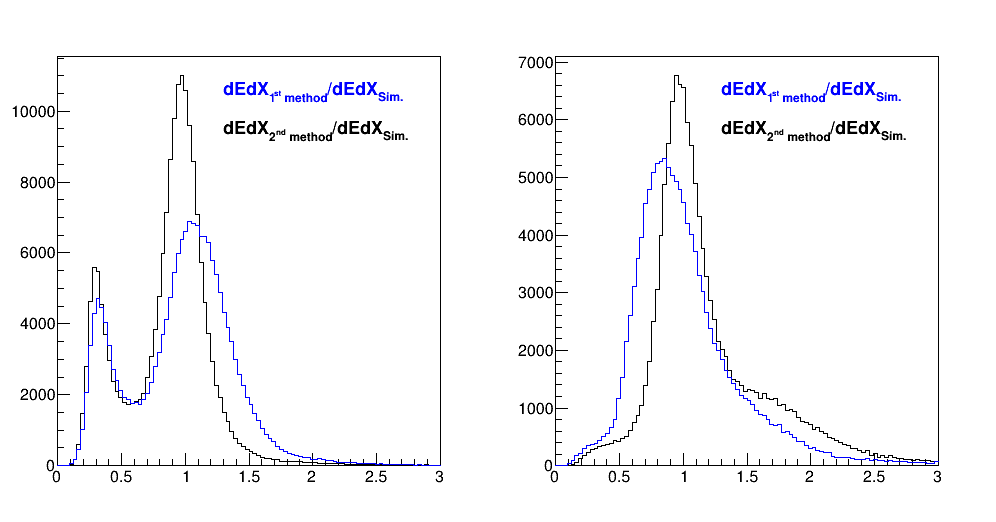 dEdX1st method/dEdXSim.
dEdX2nd method/dEdXSim.
10000
8000
6000
4000
2000
0
0 0.5 1 1.5 2 2.5 3
dEdX1st method/dEdXSim.
dEdX2nd method/dEdXSim.
7000
6000
5000
4000
3000
2000
1000
0
0 0.5 1 1.5 2 2.5 3